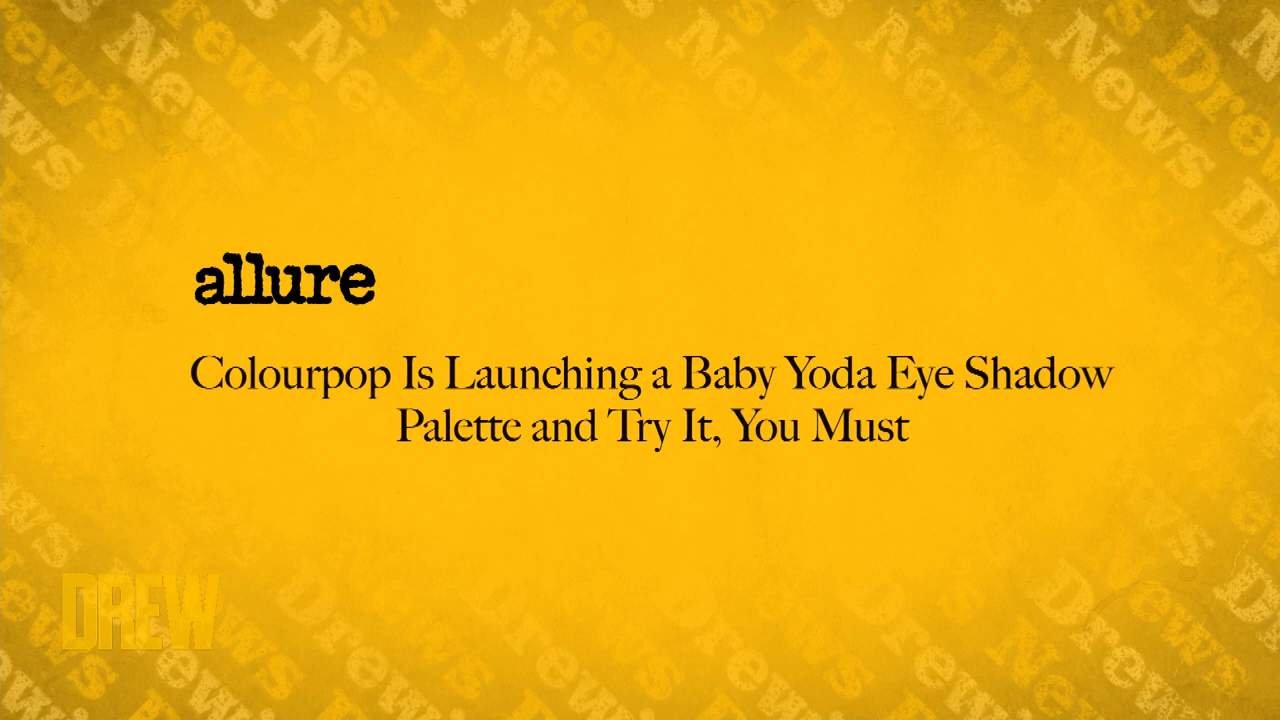 allure
Colourpop Is Launching a Baby Yoda Eye Shadow
Palette and Try It, You Must
DREW